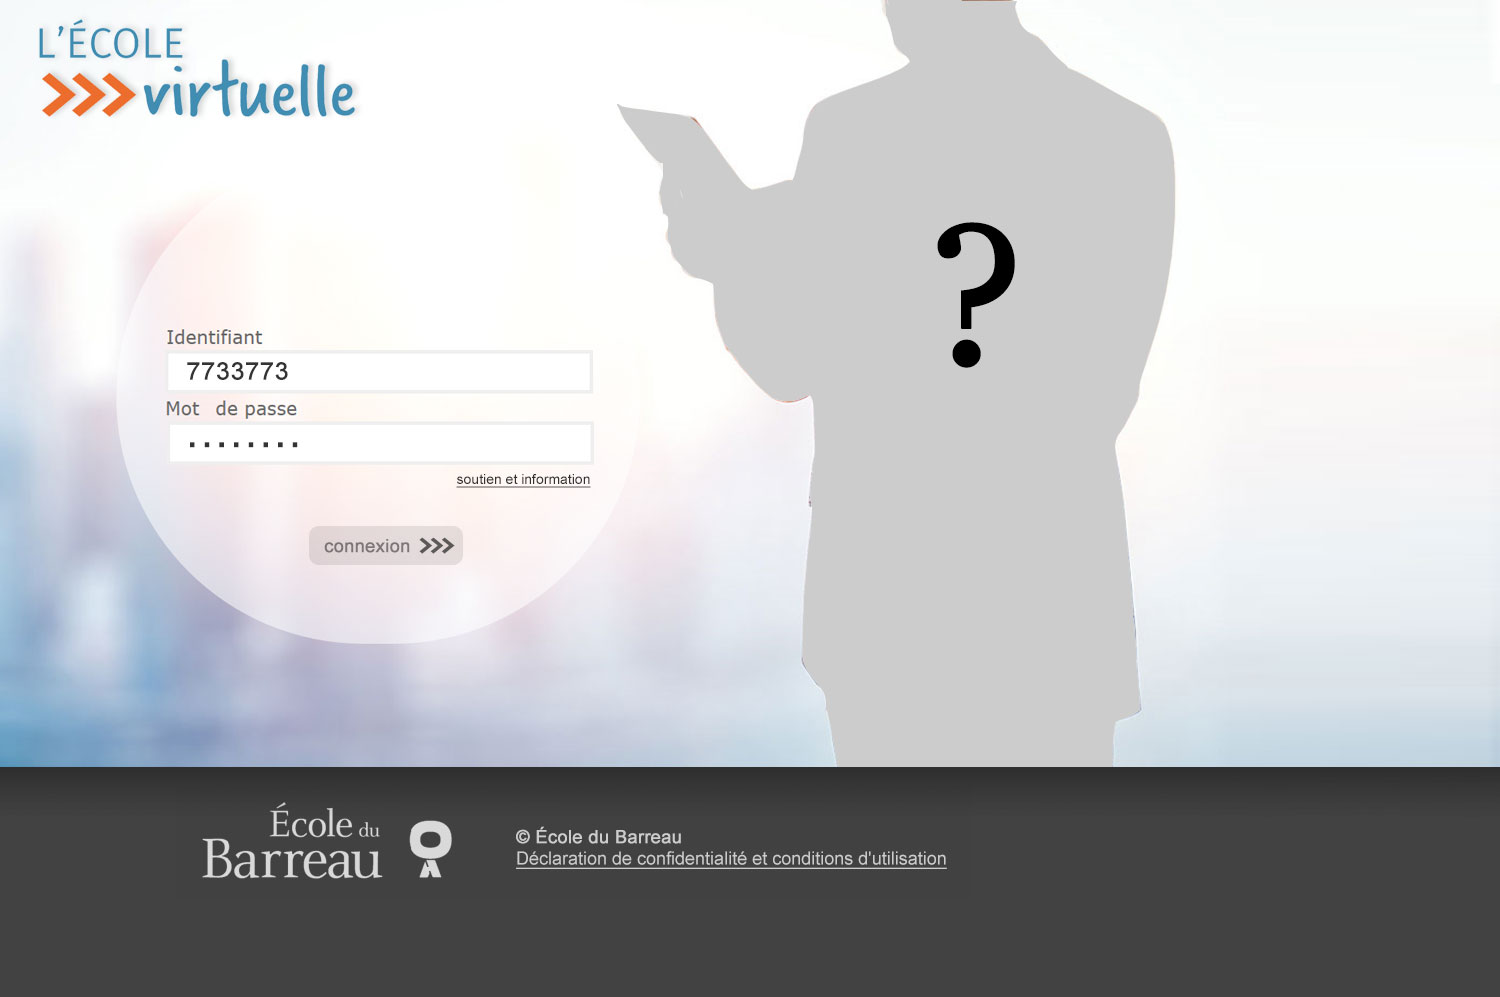 L'ÉCOLE
>>> virtuelle
Identifiant
7733773
Mot de passe
........
soutien et information
connexion >>>
?
École du
Barreau
© École du Barreau
Déclaration de confidentialité et conditions d'utilisation